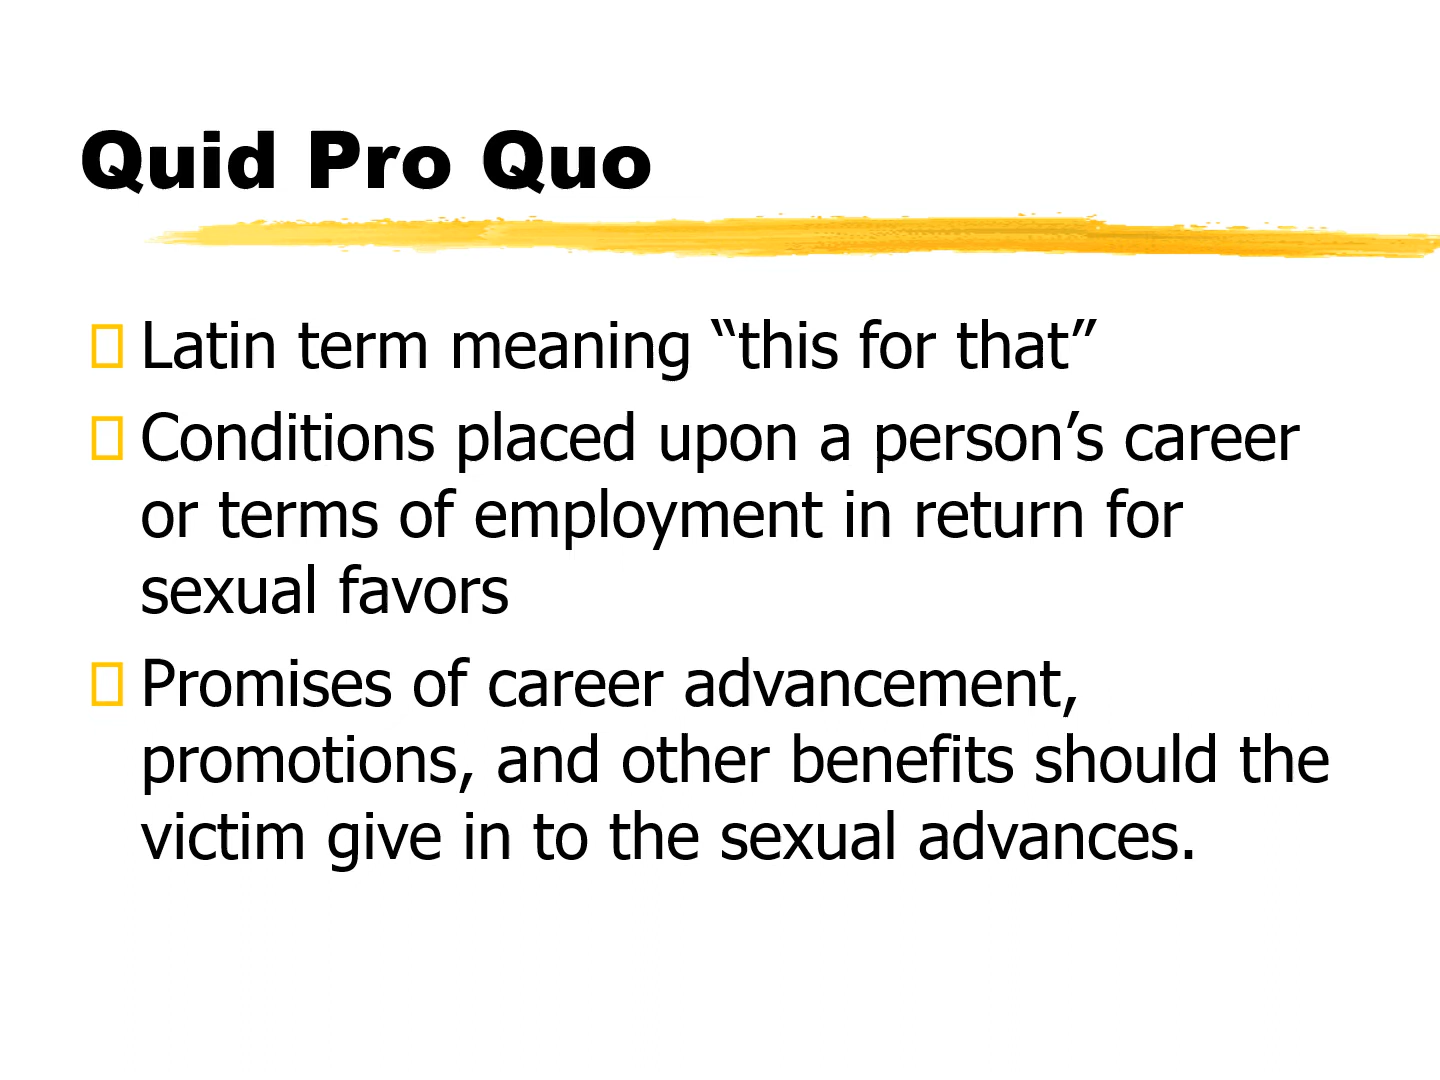 Quid Pro Quo
Latin term meaning “this for that”
Conditions placed upon a person’s career
or terms of employment in return for
sexual favors
Promises of career advancement,
promotions, and other benefits should the
victim give in to the sexual advances.